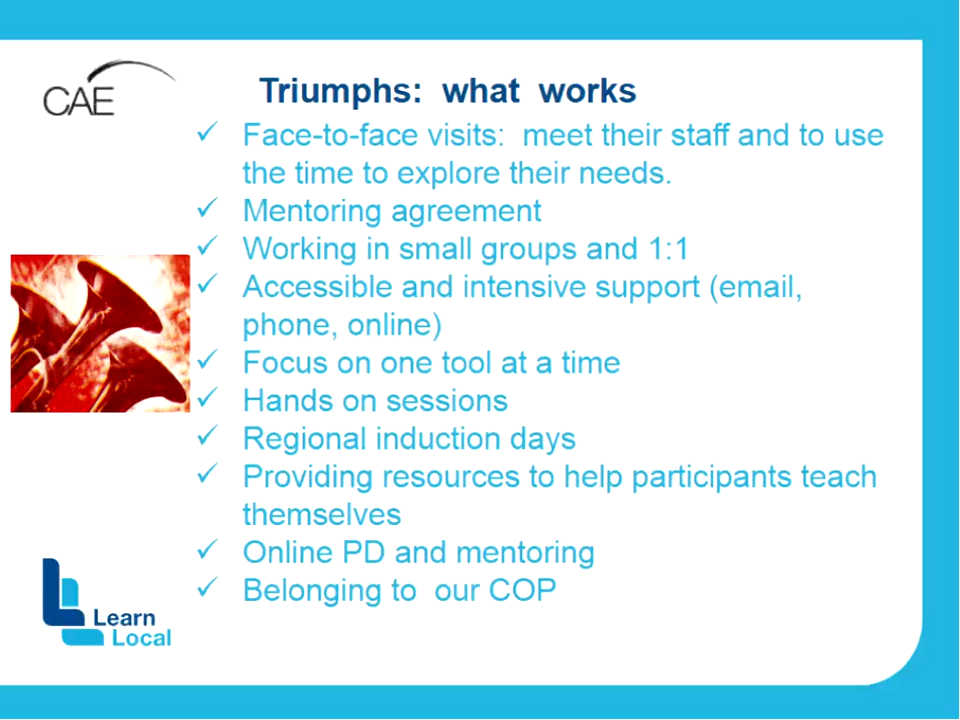 CAE
Triumphs: what works
Face-to-face visits: meet their staff and to use
the time to explore their needs.
Mentoring agreement
Working in small groups and 1:1
Accessible and intensive support (email,
phone, online)
Focus on one tool at a time
Hands on sessions
Regional induction days
Providing resources to help participants teach
themselves
Online PD and mentoring
Belonging to our COP
Learn
Local